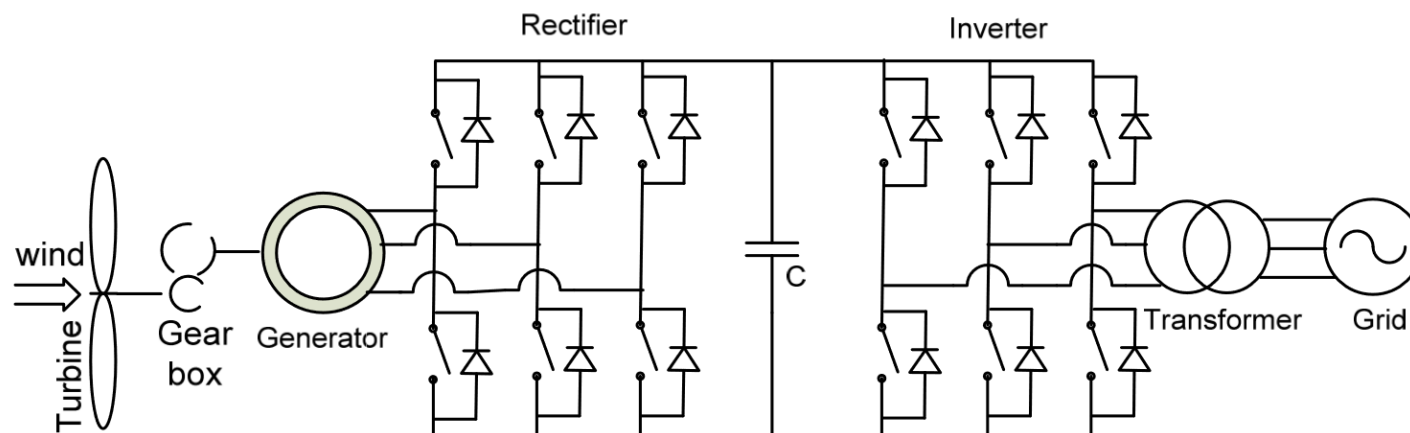 Rectifier
Inverter
wind
Turbine
Gear
box
Generator
C
Transformer
Grid